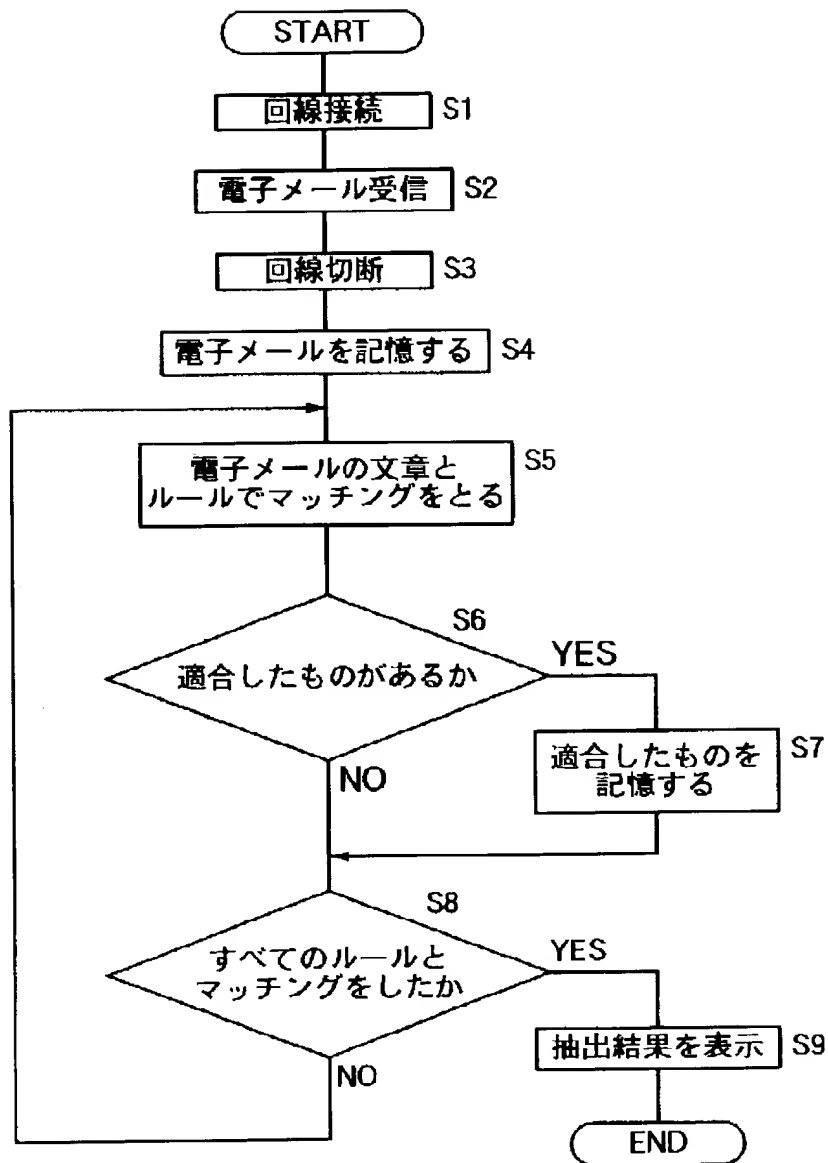 START
回線接続 S1
電子メール受信 S2
回線切断 S3
電子メールを記憶する S4
電子メールの文章と S5
ルールでマッチングをとる
S6
適合したものがあるか YES
NO
適合したものを S7
記憶する
S8
すべてのルールと YES
マッチングをしたか
NO
抽出結果を表示 S9
END